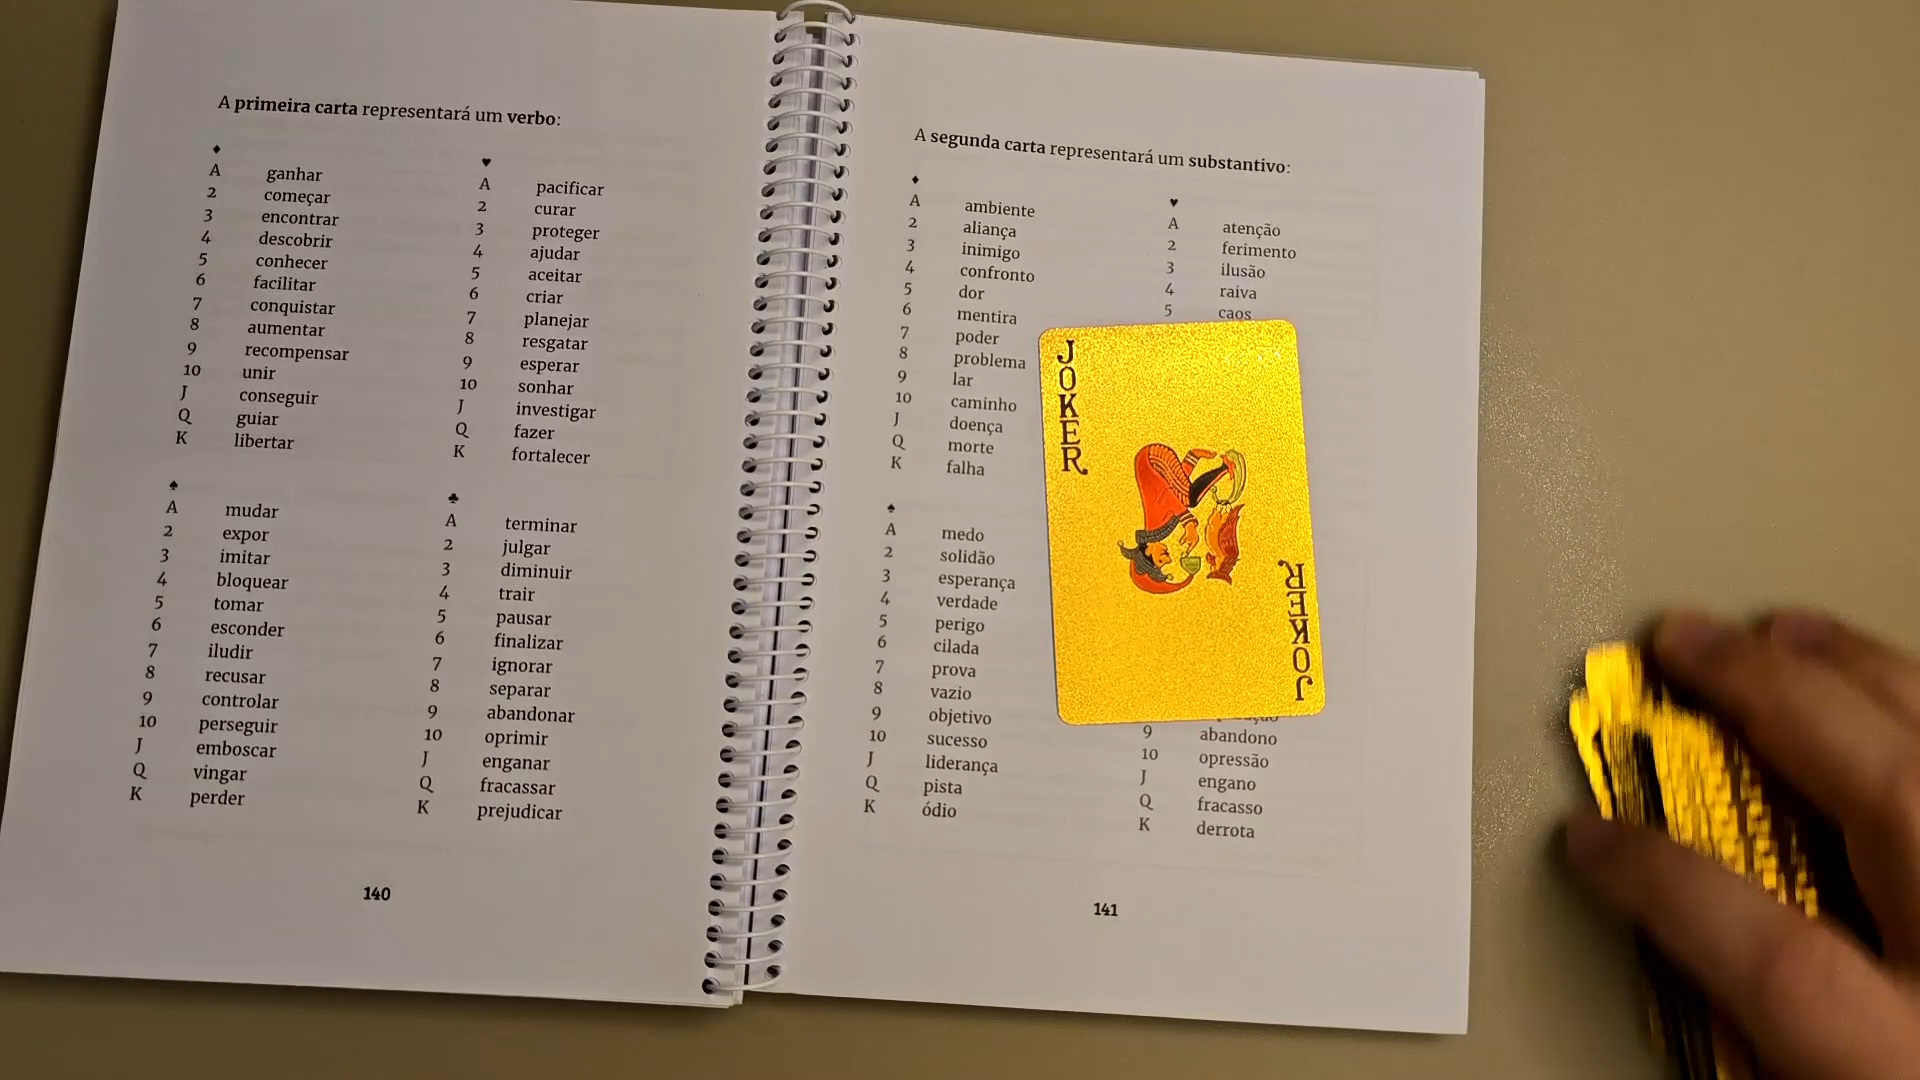 A primeira carta representará um verbo:
♦
A ganhar
2 começar
3 encontrar
4 descobrir
5 conhecer
6 facilitar
7 conquistar
8 aumentar
9 recompensar
10 unir
J conseguir
Q guiar
K libertar
♥
A pacificar
2 curar
3 proteger
4 ajudar
5 aceitar
6 criar
7 planejar
8 resgatar
9 esperar
10 sonhar
J investigar
Q fazer
K fortalecer
♠
A mudar
2 expor
3 imitar
4 bloquear
5 tomar
6 esconder
7 iludir
8 recusar
9 controlar
10 perseguir
J emboscar
Q vingar
K perder
♣
A terminar
2 julgar
3 diminuir
4 trair
5 pausar
6 finalizar
7 ignorar
8 separar
9 abandonar
10 oprimir
J enganar
Q fracassar
K prejudicar
140
A segunda carta representará um substantivo:
♦
A ambiente
2 aliança
3 inimigo
4 confronto
5 dor
6 mentira
7 poder
8 problema
9 lar
10 caminho
J doença
Q morte
K falha
♥
A atenção
2 ferimento
3 ilusão
4 raiva
5 caos
♠
A medo
2 solidão
3 esperança
4 verdade
5 perigo
6 cilada
7 prova
8 vazio
9 objetivo
10 sucesso
J liderança
Q pista
K ódio
9 abandono
10 opressão
J engano
Q fracasso
K derrota
141
JOKER
JOKER